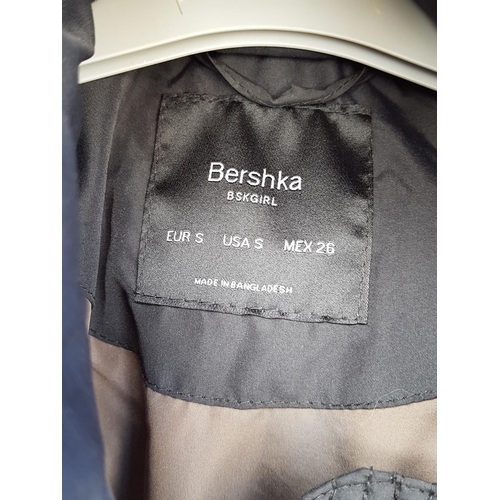 Bershka
BSKGIRL
EUR S USA S MEX 26
MADE IN BANGLADESH